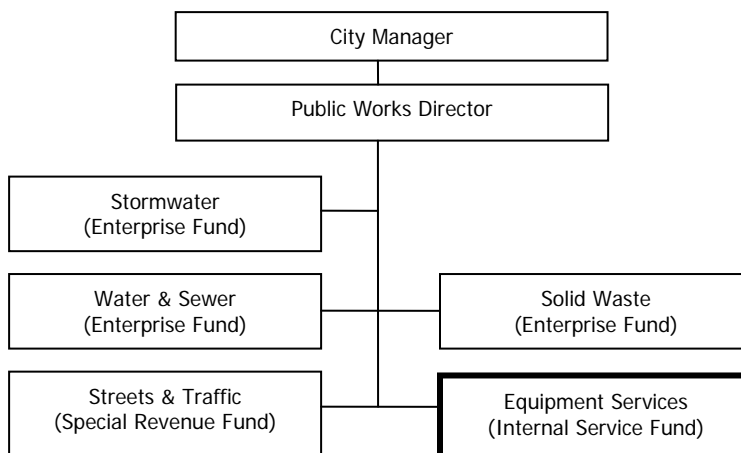 City Manager
Public Works Director
Stormwater
(Enterprise Fund)
Water & Sewer
(Enterprise Fund)
Solid Waste
(Enterprise Fund)
Streets & Traffic
(Special Revenue Fund)
Equipment Services
(Internal Service Fund)